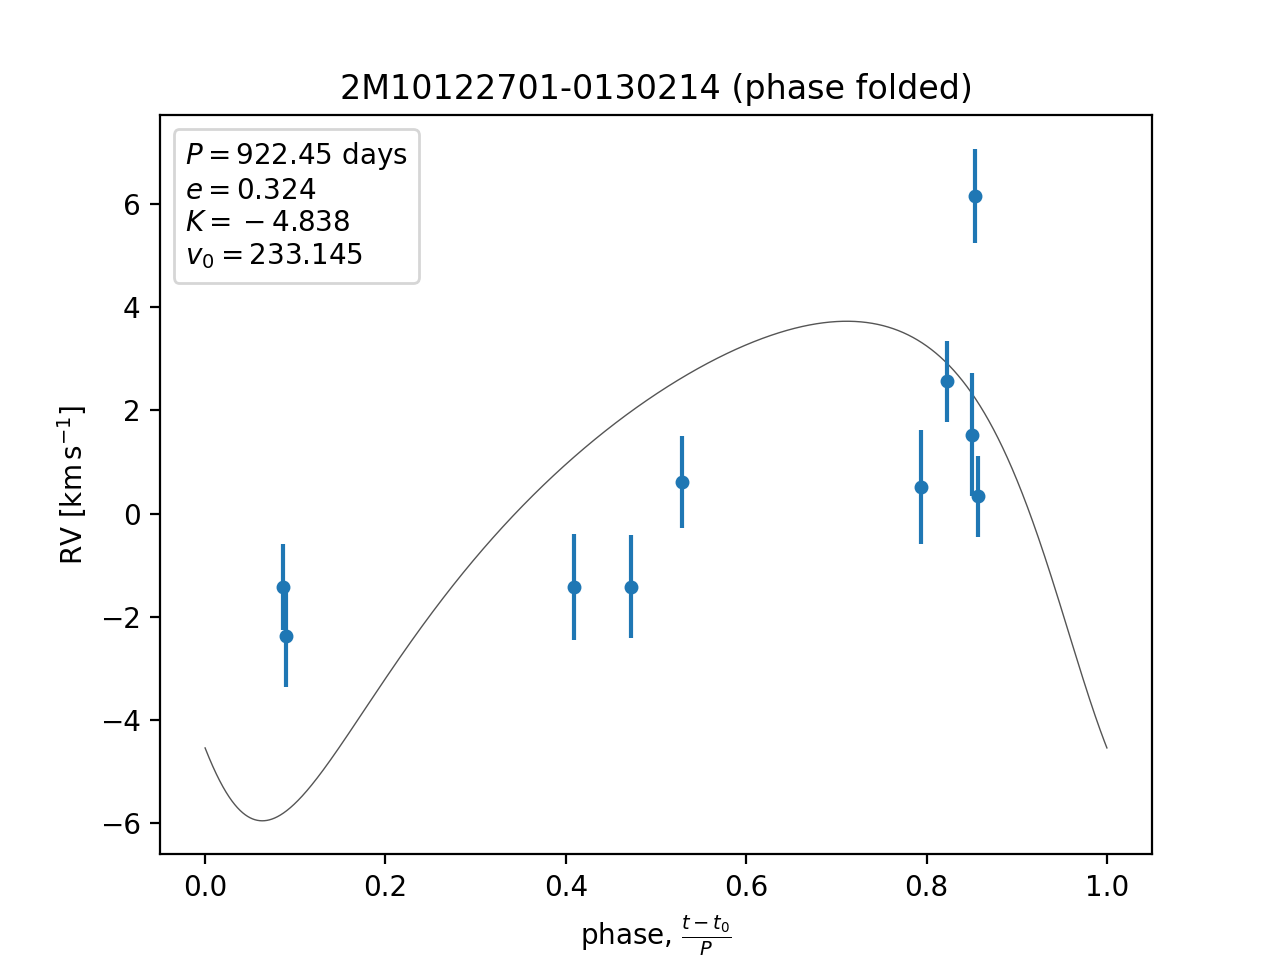 2M10122701-0130214 (phase folded)
P = 922.45 days
e = 0.324
K = −4.838
v₀ = 233.145
RV [km s⁻¹]
6
4
2
0
−2
−4
−6
0.0 0.2 0.4 0.6 0.8 1.0
phase, (t − t₀)/P